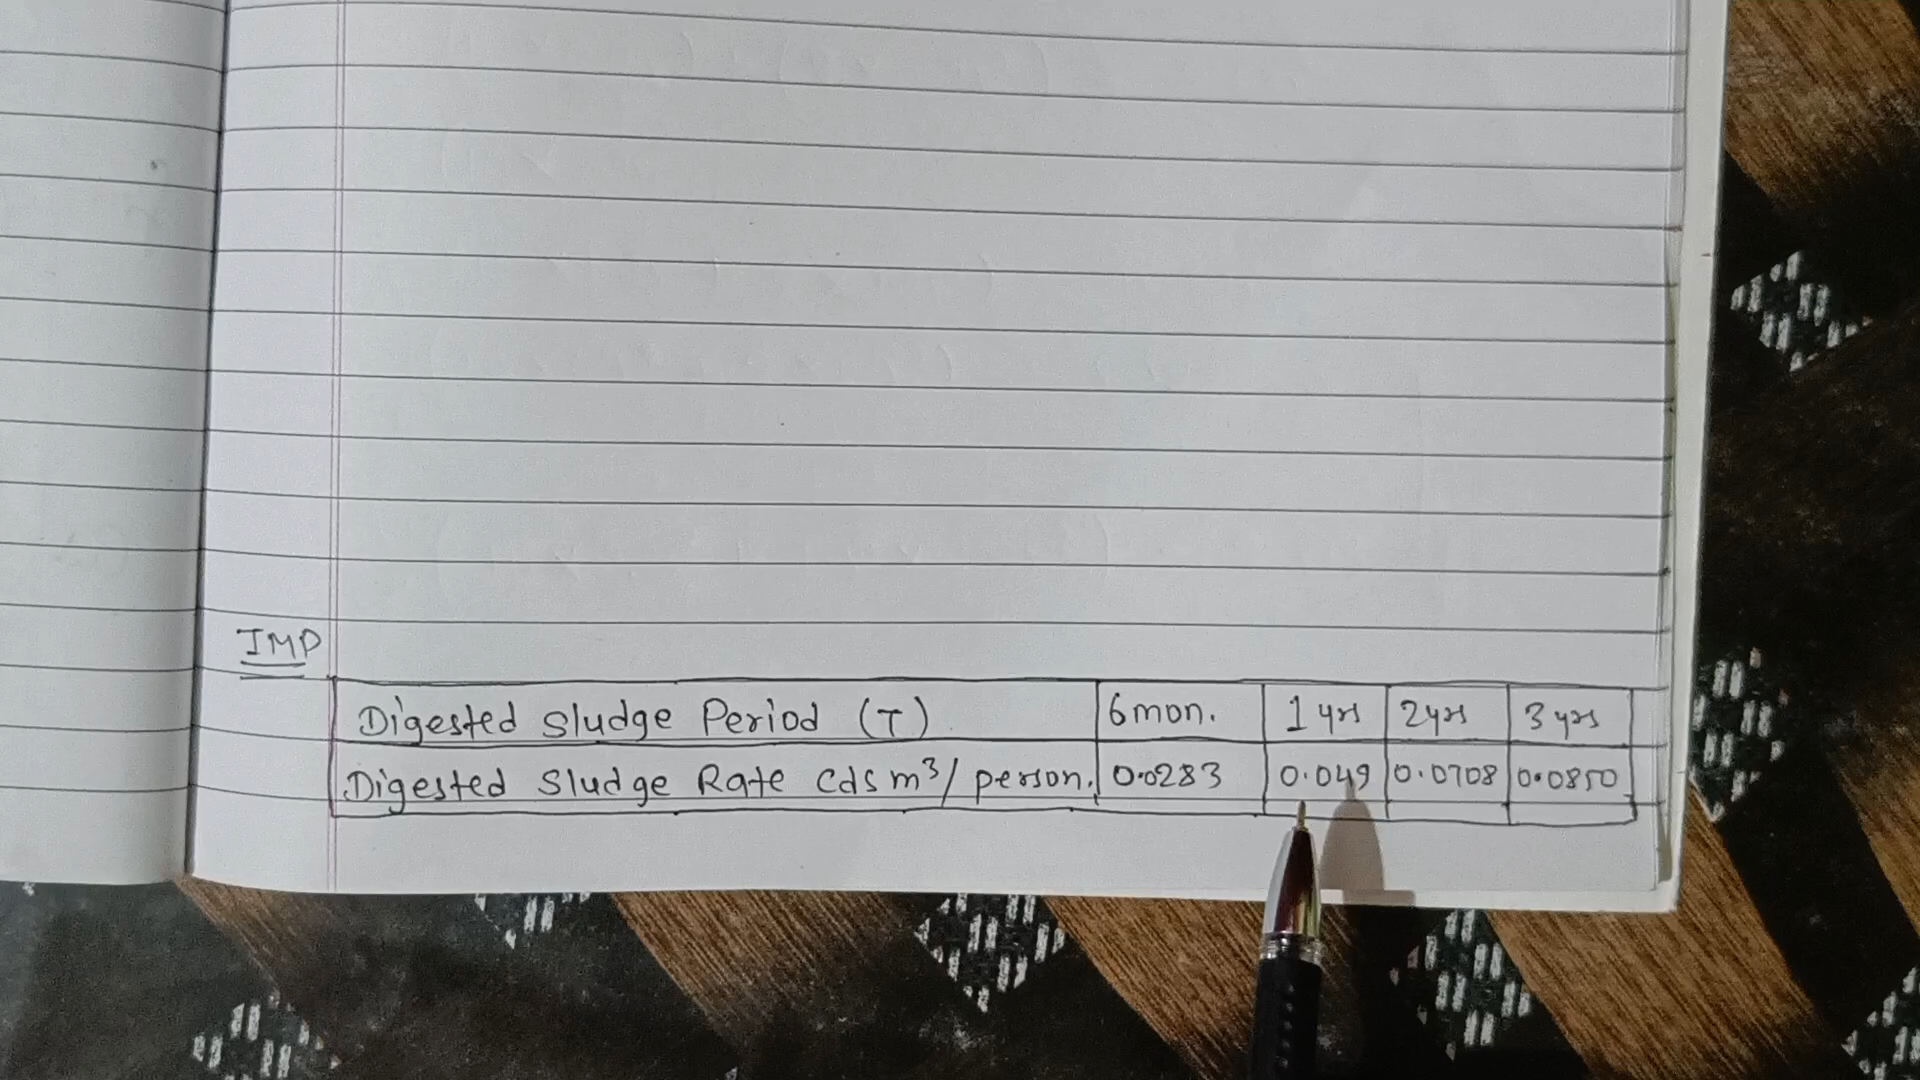 IMP
Digested Sludge Period (T) 6mon. 1 yrs 2yrs 3 yrs
Digested Sludge Rate Cds m³/ person. 0.0283 0.049 0.0708 0.0850